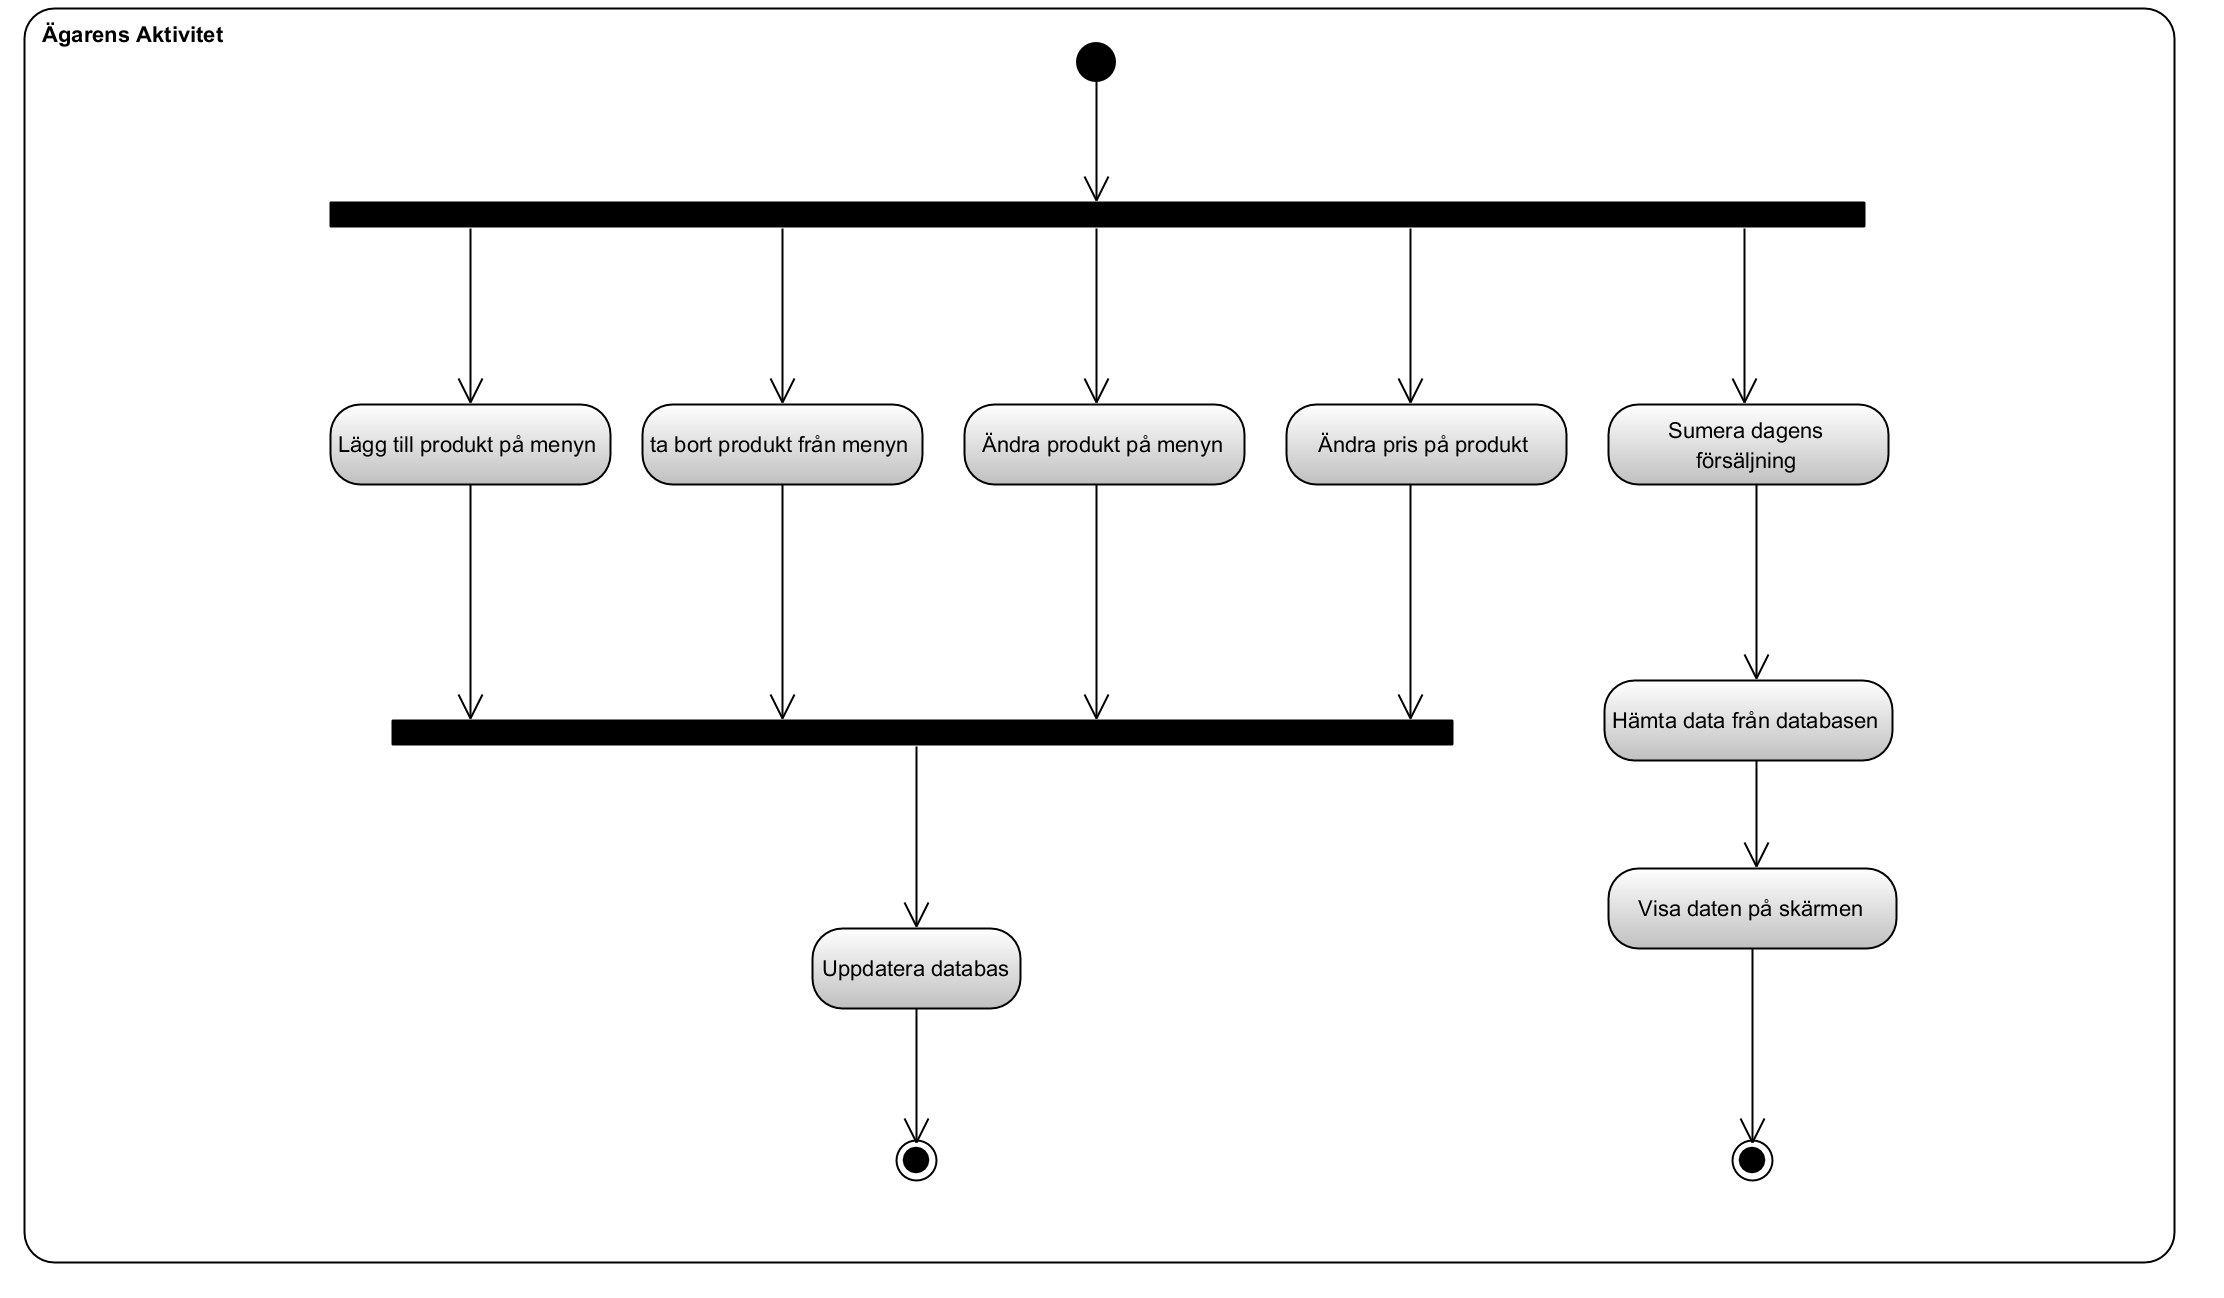 Ägarens Aktivitet
Lägg till produkt på menyn
ta bort produkt från menyn
Ändra produkt på menyn
Ändra pris på produkt
Sumera dagens
försäljning
Hämta data från databasen
Visa daten på skärmen
Uppdatera databas